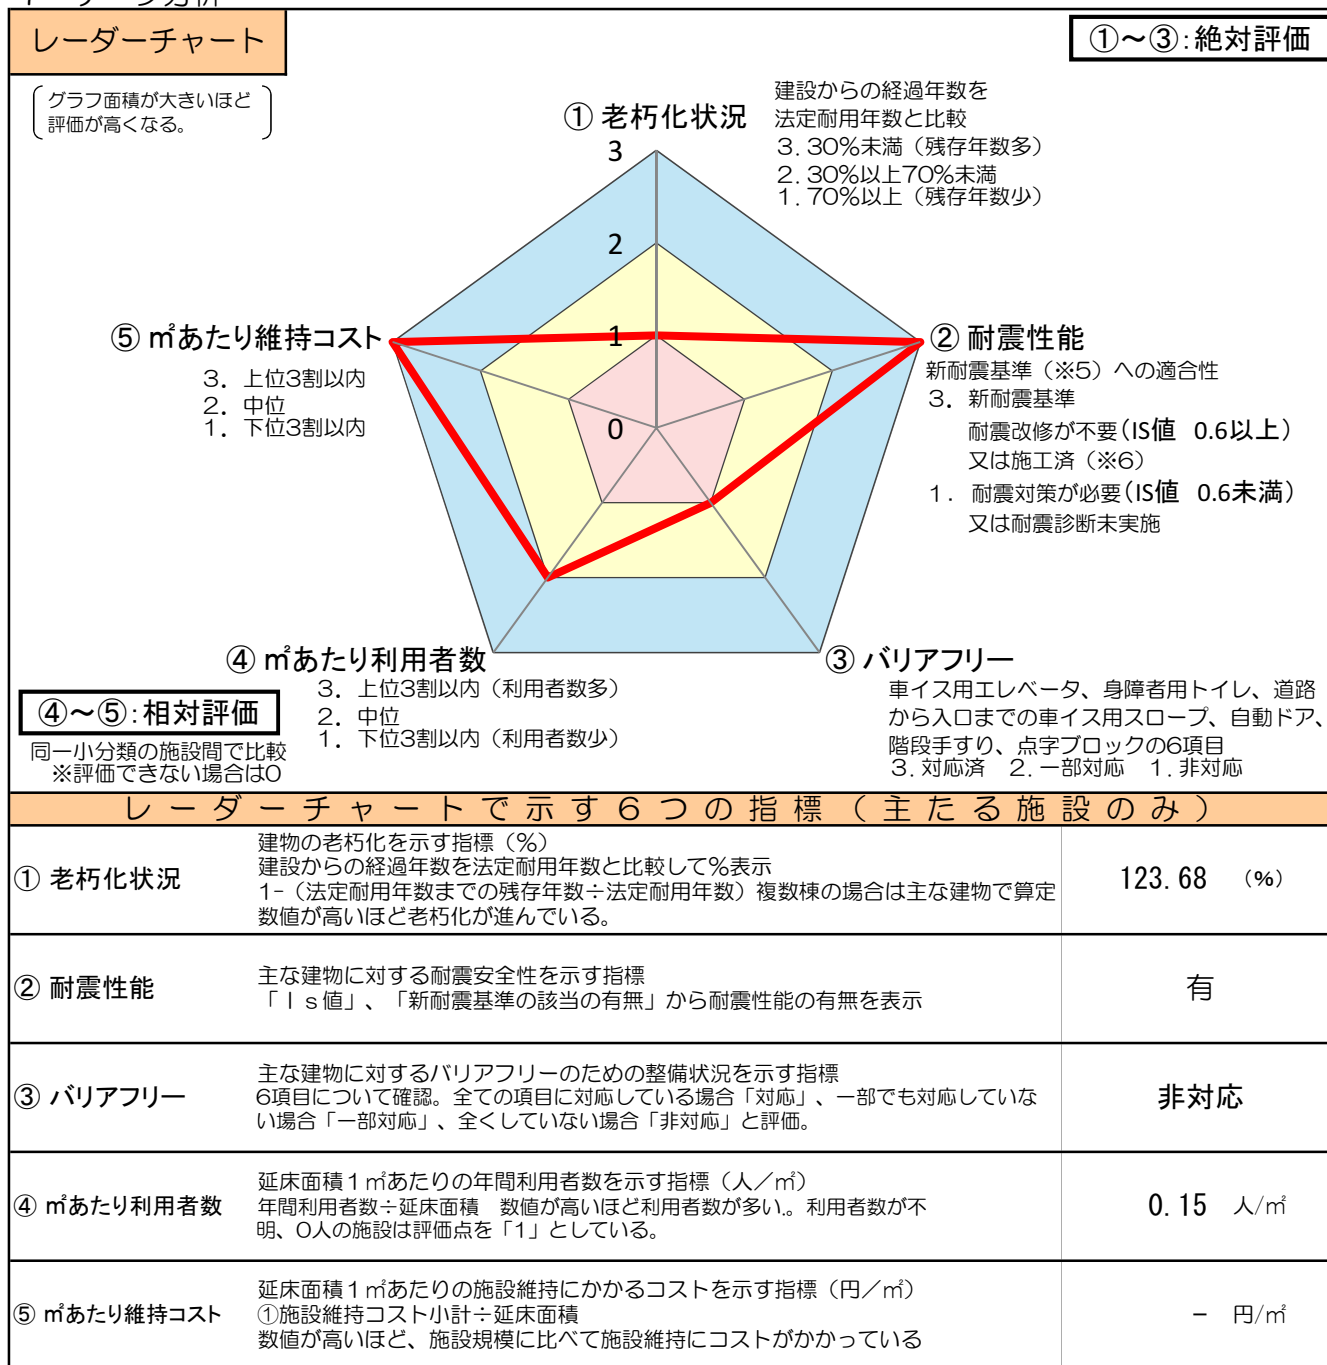 レーダーチャート
①～③:絶対評価
グラフ面積が大きいほど
評価が高くなる。
① 老朽化状況
建設からの経過年数を
法定耐用年数と比較
3．30％未満（残存年数多）
2．30％以上70％未満
1．70％以上（残存年数少）
3
2
1
0
⑤ ㎡あたり維持コスト
3．上位3割以内
2．中位
1．下位3割以内
② 耐震性能
新耐震基準（※5）への適合性
3．新耐震基準
耐震改修が不要(IS値　0.6以上)
又は施工済（※6）
1．耐震対策が必要(IS値　0.6未満)
又は耐震診断未実施
④ ㎡あたり利用者数
3．上位3割以内（利用者数多）
2．中位
1．下位3割以内（利用者数少）
③ バリアフリー
車イス用エレベータ、身障者用トイレ、道路
から入口までの車イス用スロープ、自動ドア、
階段手すり、点字ブロックの6項目
3．対応済　2．一部対応　1．非対応
④～⑤:相対評価
同一小分類の施設間で比較
※評価できない場合は0
レーダーチャートで示す６つの指標（主たる施設のみ）
① 老朽化状況
建物の老朽化を示す指標（％）
建設からの経過年数を法定耐用年数と比較して％表示
1-（法定耐用年数までの残存年数÷法定耐用年数）複数棟の場合は主な建物で算定
数値が高いほど老朽化が進んでいる。
123.68　（%）
② 耐震性能
主な建物に対する耐震安全性を示す指標
「Ｉｓ値」、「新耐震基準の該当の有無」から耐震性能の有無を表示
有
③ バリアフリー
主な建物に対するバリアフリーのための整備状況を示す指標
6項目について確認。全ての項目に対応している場合「対応」、一部でも対応していな
い場合「一部対応」、全くしていない場合「非対応」と評価。
非対応
④ ㎡あたり利用者数
延床面積１㎡あたりの年間利用者数を示す指標（人／㎡）
年間利用者数÷延床面積　数値が高いほど利用者数が多い。。利用者数が不
明、0人の施設は評価点を「1」としている。
0.15　人/㎡
⑤ ㎡あたり維持コスト
延床面積１㎡あたりの施設維持にかかるコストを示す指標（円／㎡）
①施設維持コスト小計÷延床面積
数値が高いほど、施設規模に比べて施設維持にコストがかかっている
－　円/㎡